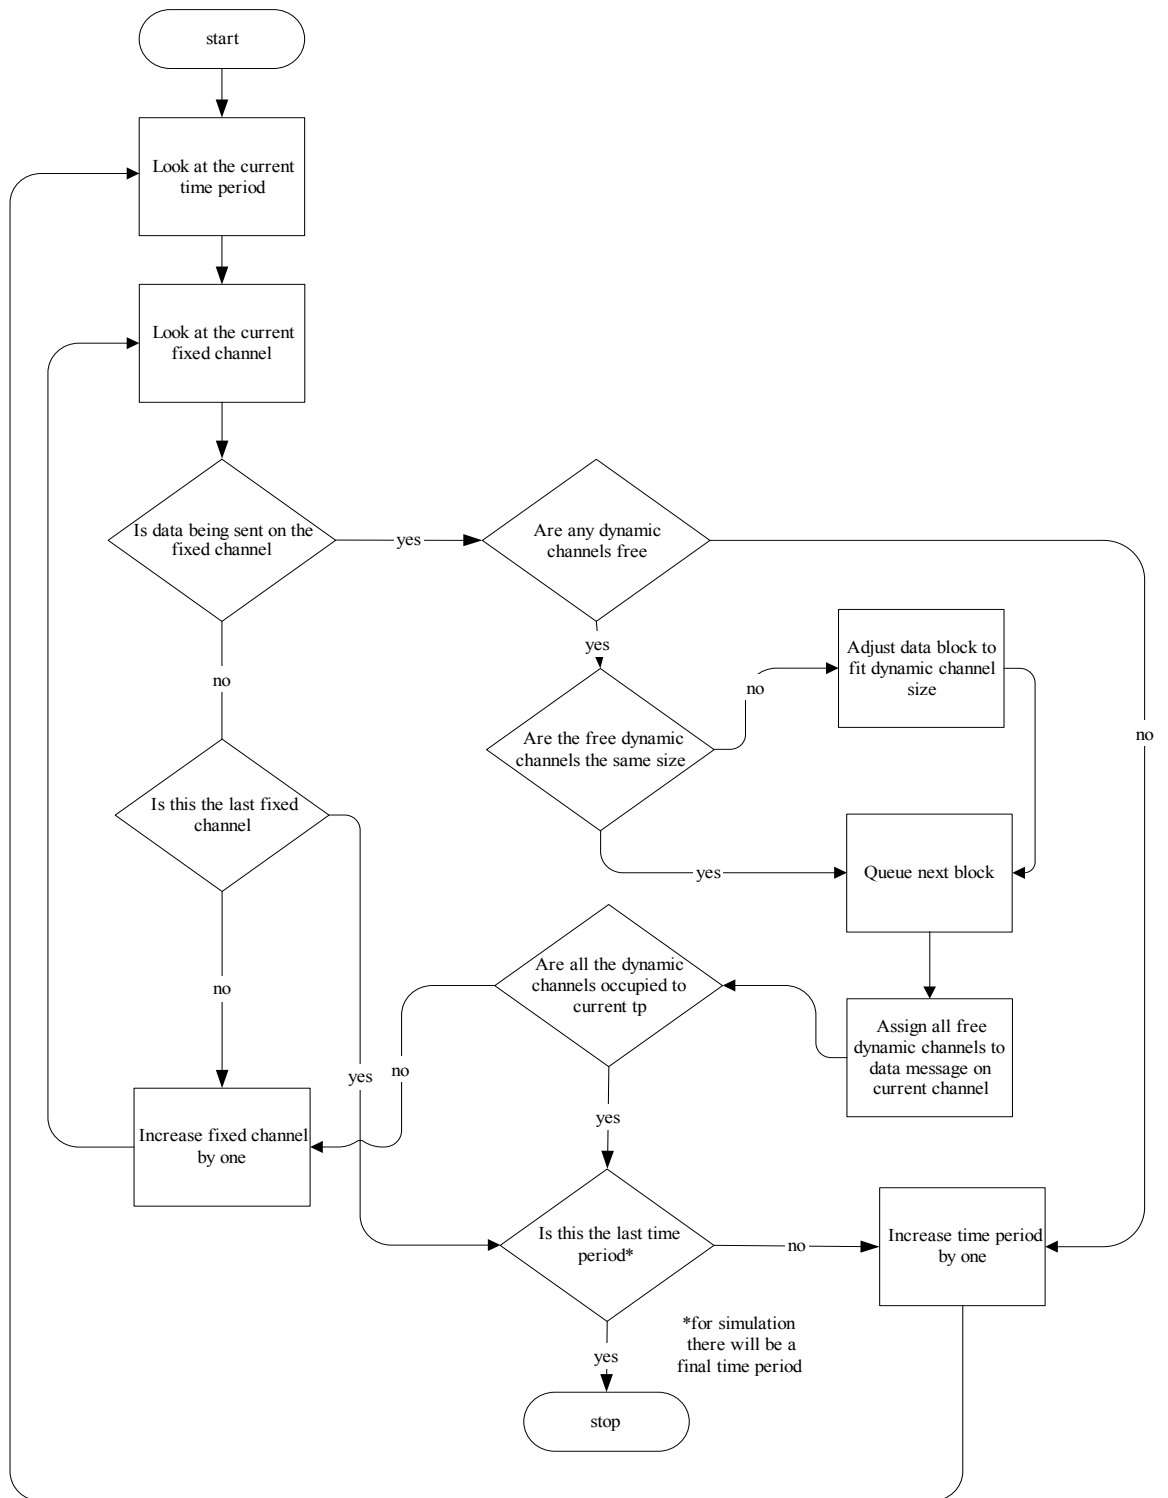 start
Look at the current
time period
Look at the current
fixed channel
Is data being sent on the
fixed channel
yes
Are any dynamic
channels free
yes
no
Adjust data block to
fit dynamic channel
size
no
no
Are the free dynamic
channels the same size
Is this the last fixed
channel
yes
Queue next block
Are all the dynamic
channels occupied to
current tp
no
Assign all free
dynamic channels to
data message on
current channel
yes
no
yes
Increase fixed channel
by one
Is this the last time
period*
no
Increase time period
by one
*for simulation
there will be a
final time period
yes
stop